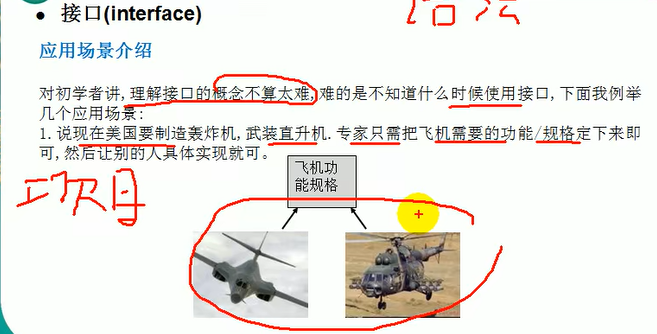 ● 接口(interface)
语法
应用场景介绍
对初学者讲,理解接口的概念不算太难,难的是不知道什么时候使用接口,下面我例举
几个应用场景:
1. 说现在美国要制造轰炸机,武装直升机.专家只需把飞机需要的功能/规格定下来即
可,然后让别的人具体实现就可。
飞机功
能规格